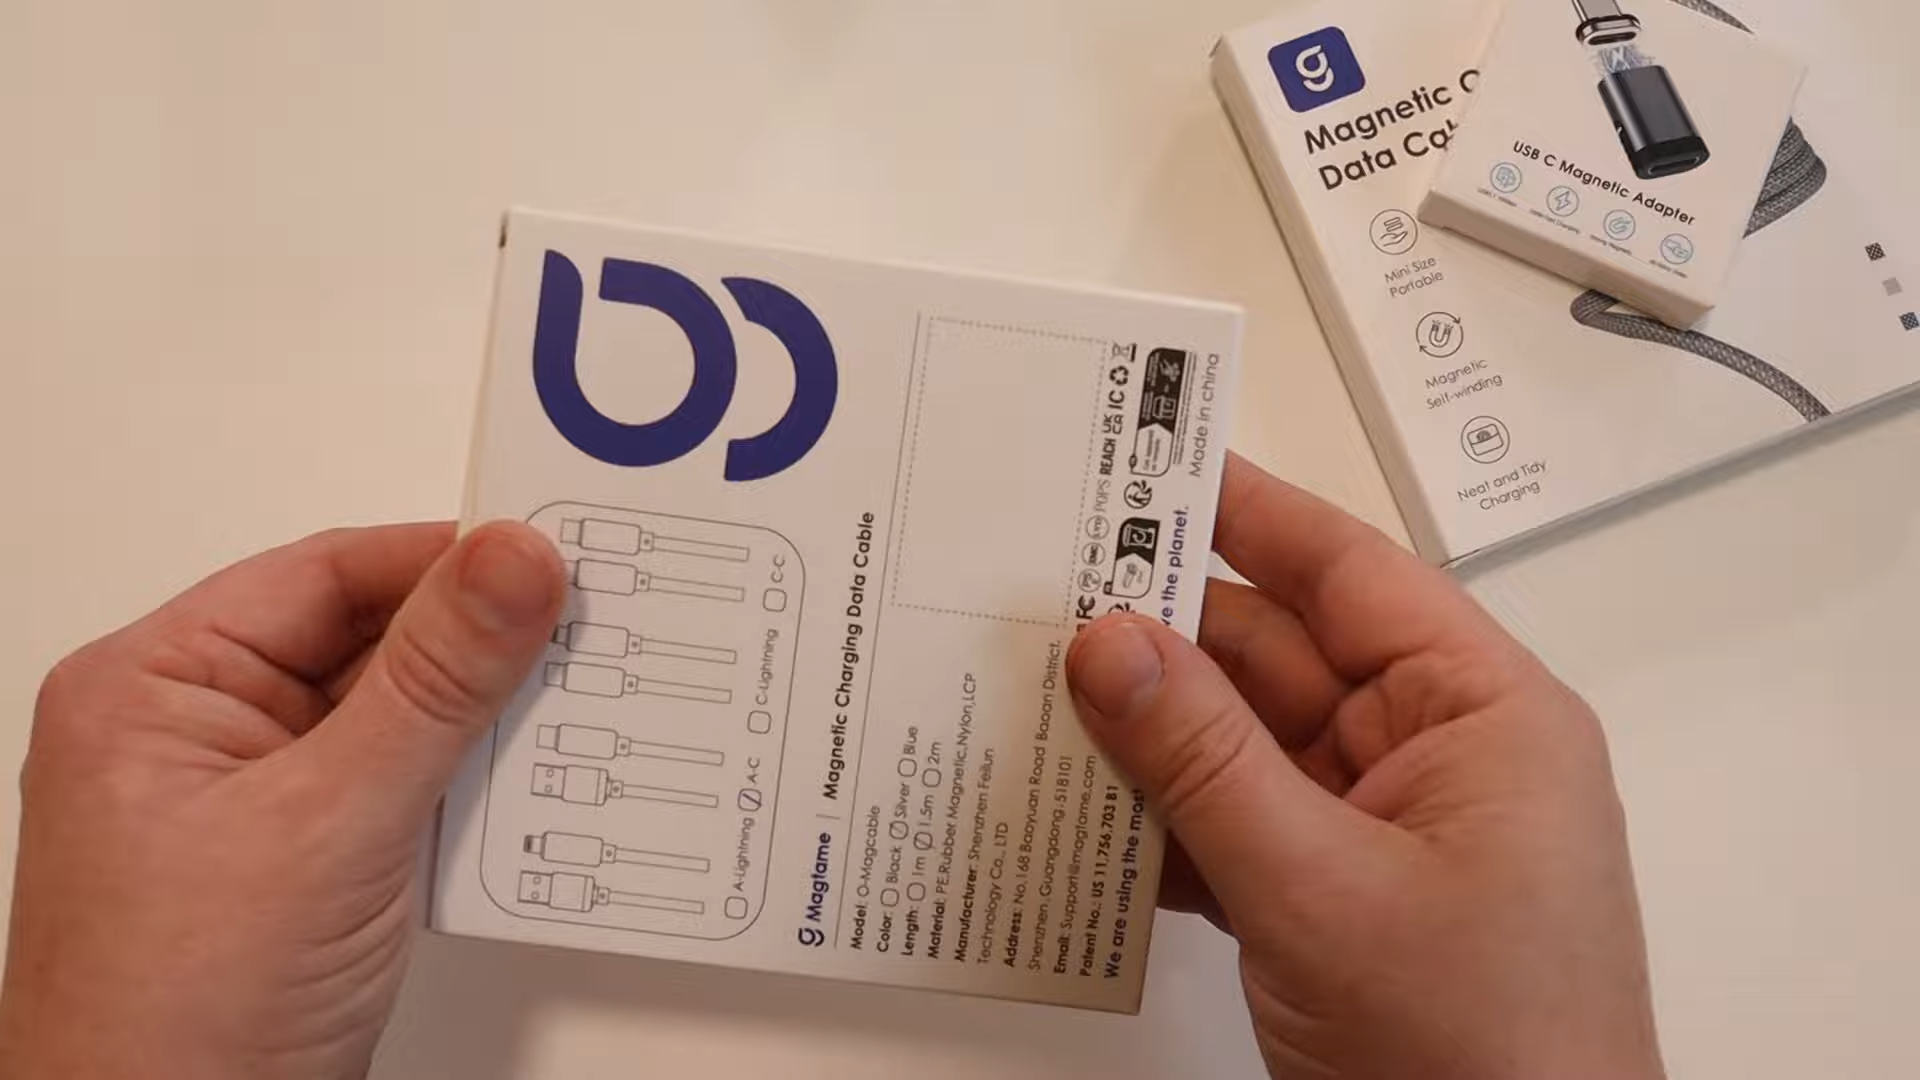 C-C
C-Lightning
A-C
A-Lightning
Magtame | Magnetic Charging Data Cable
Model: O-Magcable
Color: Black Silver Blue
Length: 1m 1.5m 2m
Material: PE,Rubber Magnetic,Nylon,LCP
Manufacturer: Shenzhen Feilun
Technology Co., LTD
Address: No.168 Baoyuan Road Baoan District,
Shenzhen, Guangdong, 518101
Email: Support@magtame.com
Patent No.: US 11,756,703 B1
FC POPS REACH UK CA IC
We are using the most
ve the planet.
Made in china
Magnetic C
Data Cab
Mini Size
Portable
Magnetic
Self-winding
Neat and Tidy
Charging
USB C Magnetic Adapter